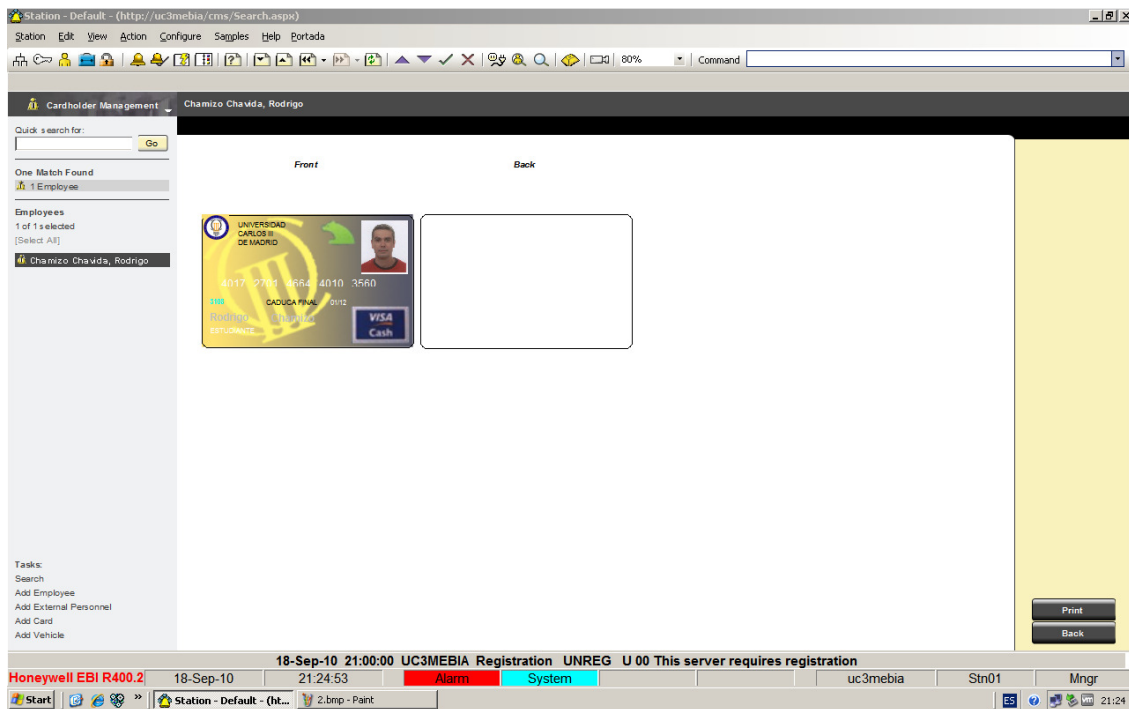 Station - Default - (http://uc3mebia/cms/Search.aspx)
Station Edit View Action Configure Samples Help Portada
80% Command
Cardholder Management Chamizo Chavida, Rodrigo
Quick search for:
Go
One Match Found
1 Employee
Employees
1 of 1 selected
[Select All]
Chamizo Chavida, Rodrigo
Front Back
UNIVERSIDAD
CARLOS III
DE MADRID
4017 2701 4664 4010 3560
CADUCA FINAL 01/12
Rodrigo Chamizo
ESTUDIANTE
VISA
Cash
Tasks:
Search
Add Employee
Add External Personnel
Add Card
Add Vehicle
Print
Back
18-Sep-10 21:00:00 UC3MEBIA Registration UNREG U 00 This server requires registration
Honeywell EBI R400.2 18-Sep-10 21:24:53 Alarm System uc3mebia Stn01 Mngr
Start Station - Default - (ht... 2.bmp - Paint ES 21:24